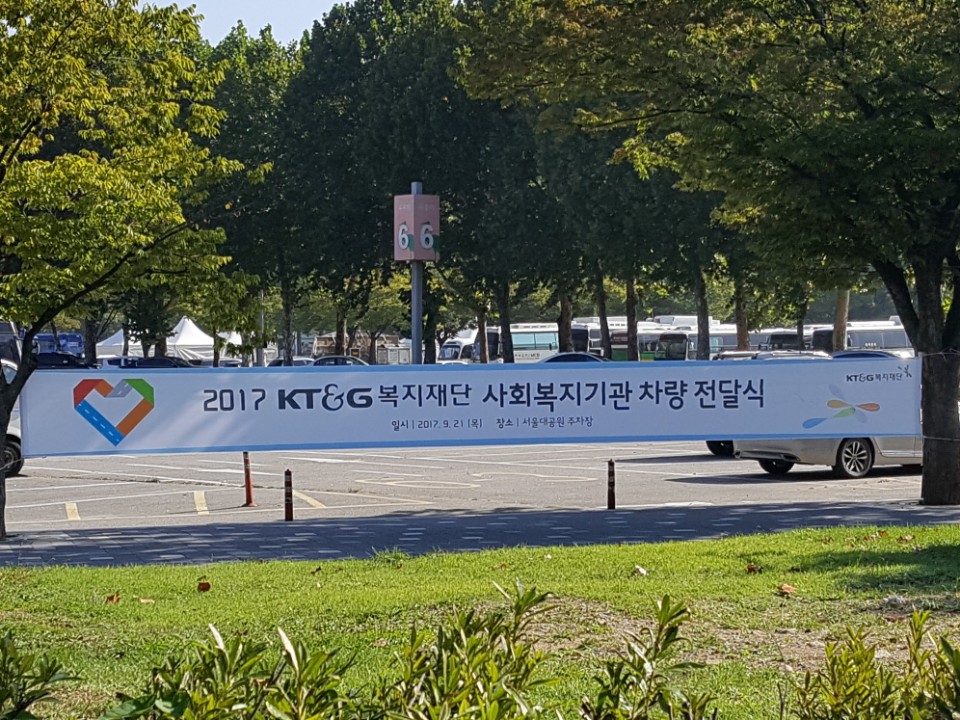 6 6
2017 KT&G 복지재단 사회복지기관 차량 전달식
KT&G 복지재단
일시 | 2017. 9. 21 (목) 장소 | 서울대공원 주차장